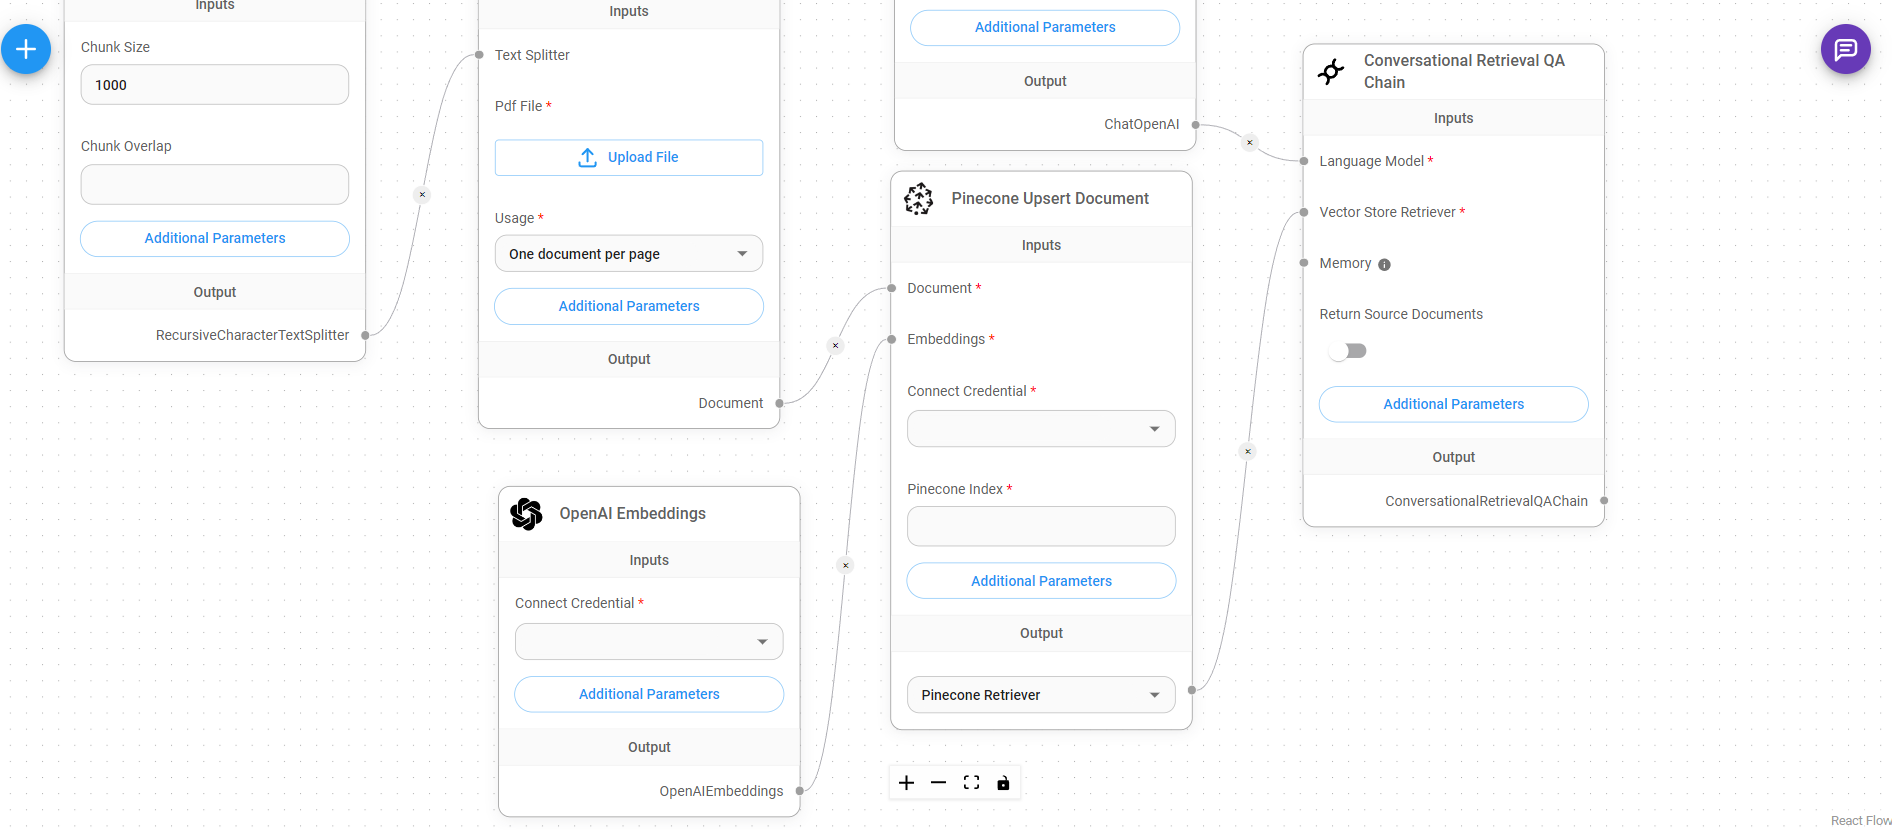 Inputs
Chunk Size
1000
Chunk Overlap
Additional Parameters
Output
RecursiveCharacterTextSplitter
Inputs
Text Splitter
Pdf File *
Upload File
Usage *
One document per page
Additional Parameters
Output
Document
OpenAI Embeddings
Inputs
Connect Credential *
Additional Parameters
Output
OpenAIEmbeddings
Additional Parameters
Output
ChatOpenAI
Pinecone Upsert Document
Inputs
Document *
Embeddings *
Connect Credential *
Pinecone Index *
Additional Parameters
Output
Pinecone Retriever
Conversational Retrieval QA
Chain
Inputs
Language Model *
Vector Store Retriever *
Memory
Return Source Documents
Additional Parameters
Output
ConversationalRetrievalQAChain
React Flow